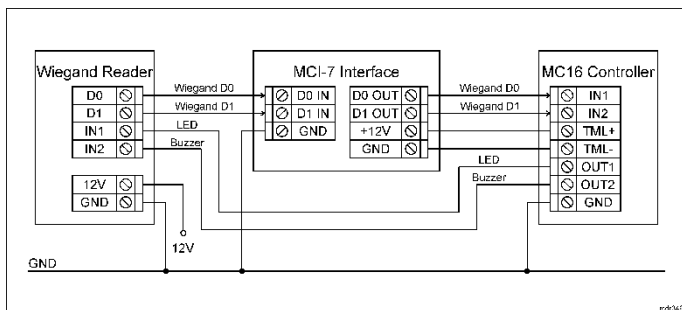 Wiegand Reader
D0
D1
IN1
IN2
12V
GND
Wiegand D0
Wiegand D1
LED
Buzzer
12V
MCI-7 Interface
D0 IN
D1 IN
GND
D0 OUT
D1 OUT
+12V
GND
Wiegand D0
Wiegand D1
LED
Buzzer
MC16 Controller
IN1
IN2
TML+
TML-
OUT1
OUT2
GND
GND